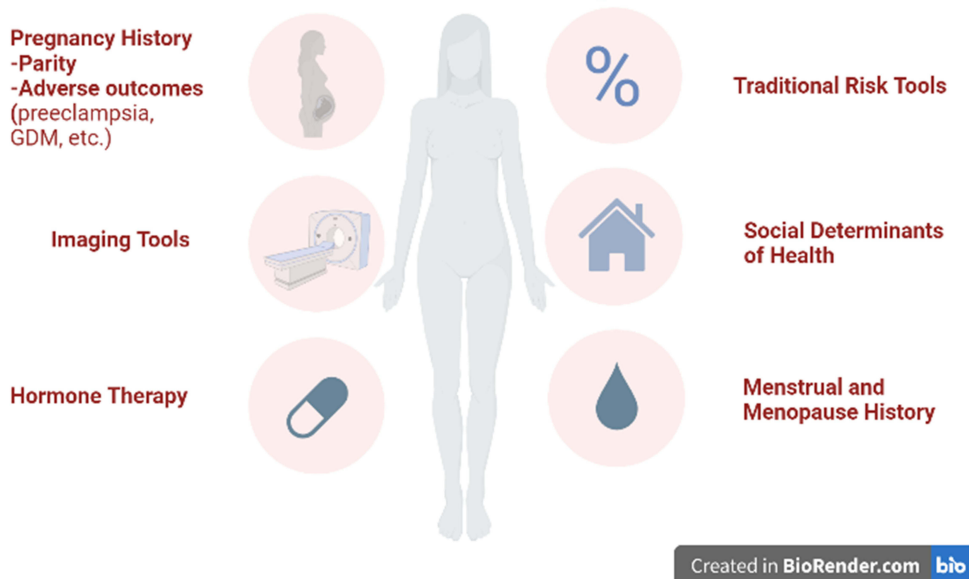 Pregnancy History
-Parity
-Adverse outcomes
(preeclampsia,
GDM, etc.)
%
Traditional Risk Tools
Imaging Tools
Social Determinants
of Health
Hormone Therapy
Menstrual and
Menopause History
Created in BioRender.com bio